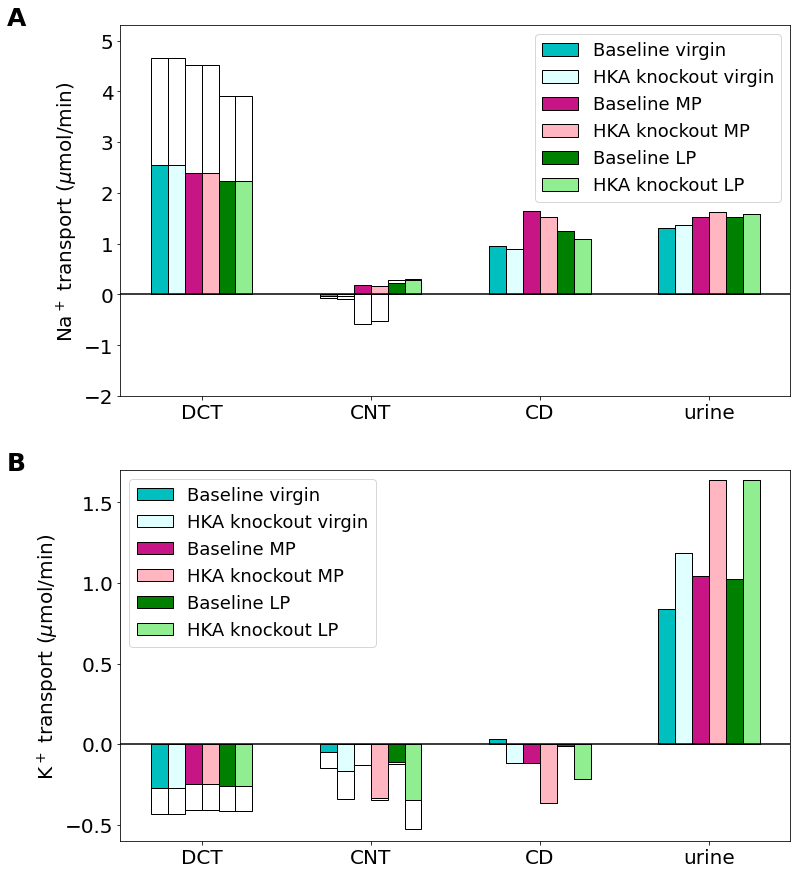 A
5
4
3
2
1
0
−1
−2
Na+ transport (μmol/min)
Baseline virgin
HKA knockout virgin
Baseline MP
HKA knockout MP
Baseline LP
HKA knockout LP
DCT CNT CD urine
B
1.5
1.0
0.5
0.0
−0.5
K+ transport (μmol/min)
Baseline virgin
HKA knockout virgin
Baseline MP
HKA knockout MP
Baseline LP
HKA knockout LP
DCT CNT CD urine